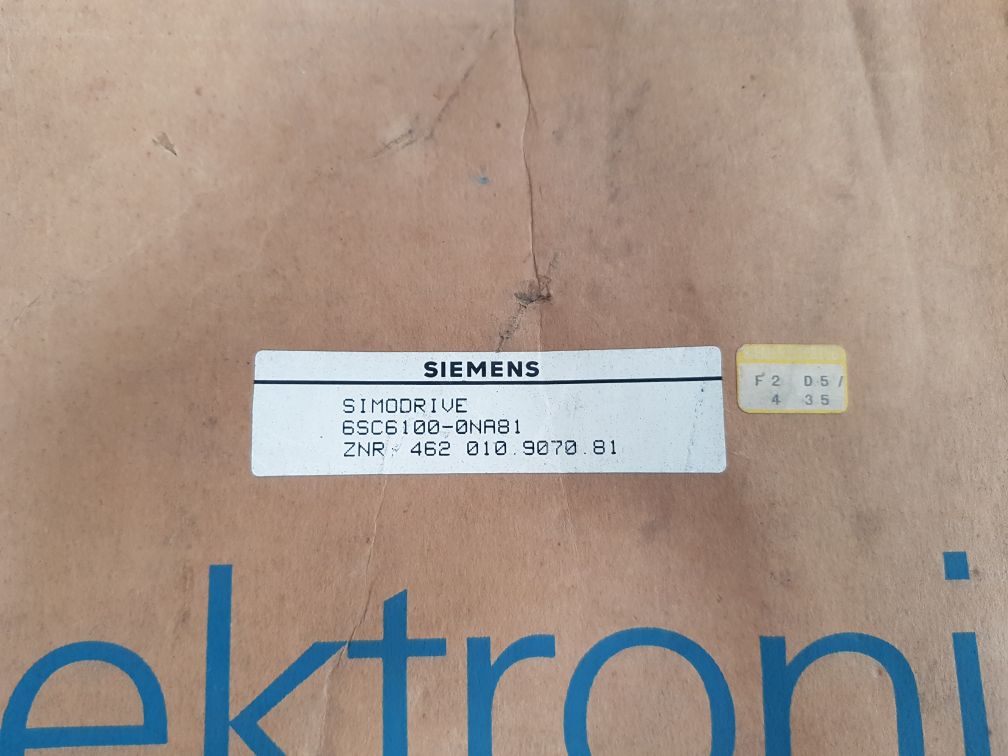 SIEMENS
SIMODRIVE
6SC6100-0NA81
ZNR. 462 010.9070.81
F2 D5/
4 35
ektroni